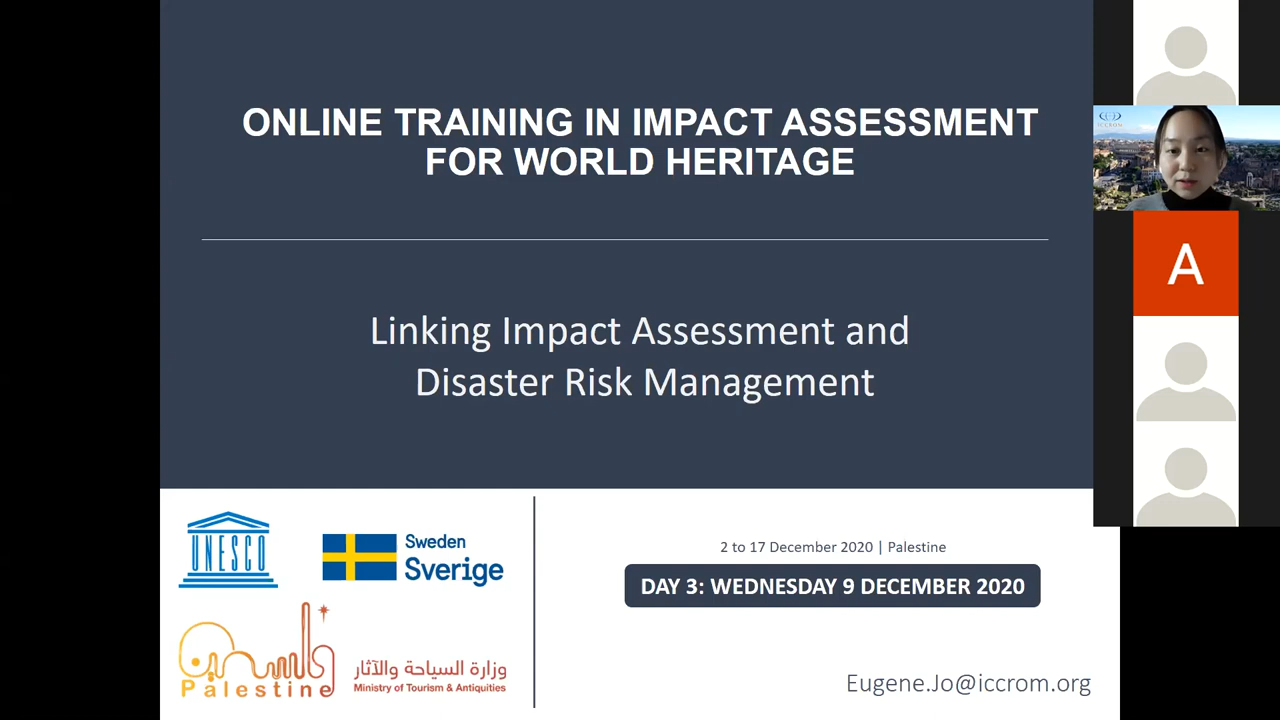 ONLINE TRAINING IN IMPACT ASSESSMENT
FOR WORLD HERITAGE
ICCROM
A
Linking Impact Assessment and
Disaster Risk Management
UNESCO
Sweden
Sverige
2 to 17 December 2020 | Palestine
DAY 3: WEDNESDAY 9 DECEMBER 2020
فلسطين
Palestine
وزارة السياحة والآثار
Ministry of Tourism & Antiquities
Eugene.Jo@iccrom.org